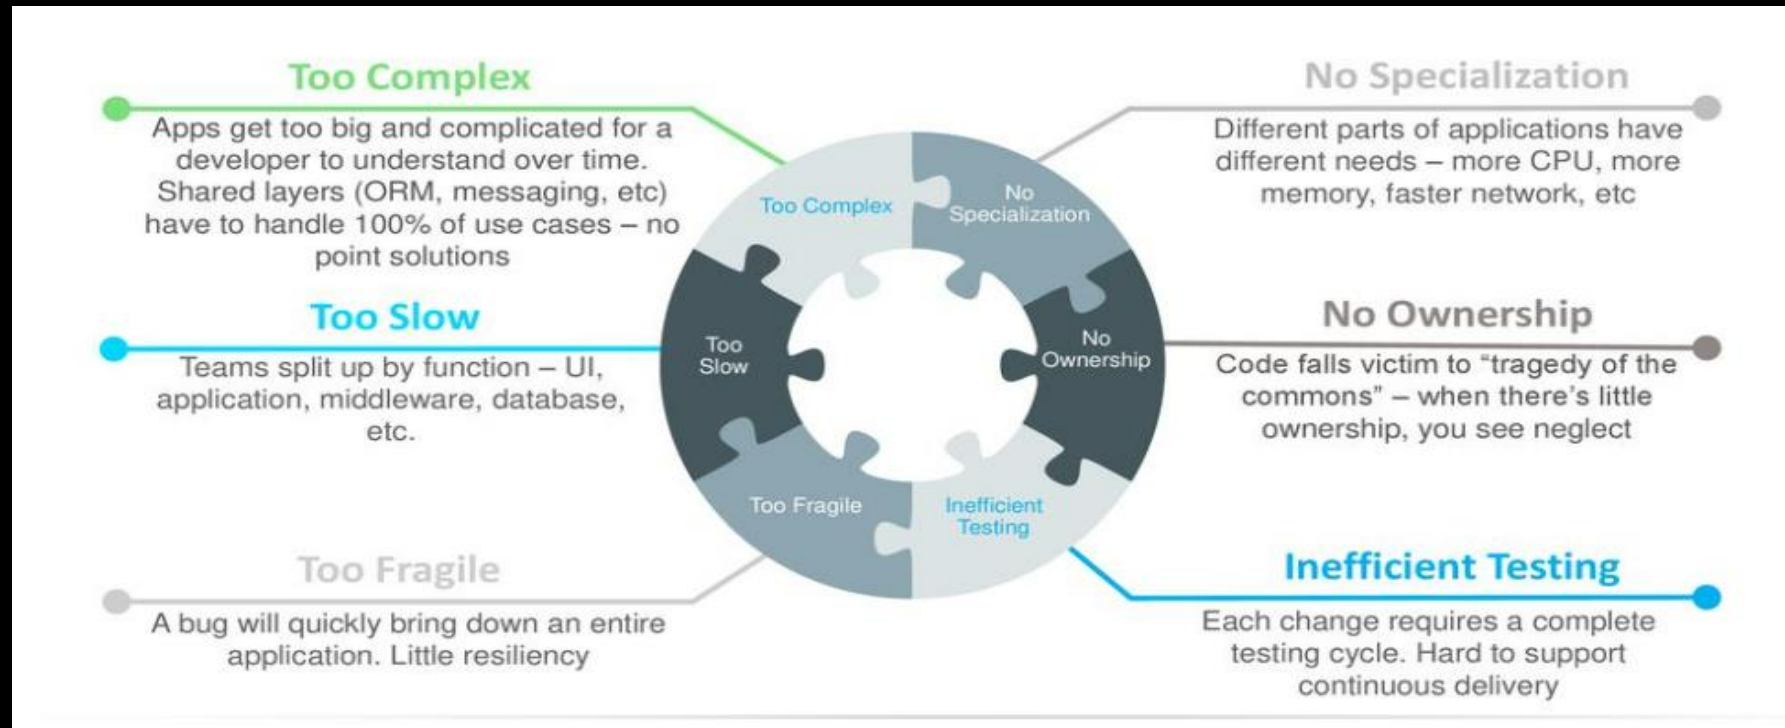 Too Complex
Apps get too big and complicated for a
developer to understand over time.
Shared layers (ORM, messaging, etc)
have to handle 100% of use cases – no
point solutions
Too Slow
Teams split up by function – UI,
application, middleware, database,
etc.
Too Fragile
A bug will quickly bring down an entire
application. Little resiliency
Too Complex
No
Specialization
Too
Slow
No
Ownership
Too Fragile
Inefficient
Testing
No Specialization
Different parts of applications have
different needs – more CPU, more
memory, faster network, etc
No Ownership
Code falls victim to “tragedy of the
commons” – when there’s little
ownership, you see neglect
Inefficient Testing
Each change requires a complete
testing cycle. Hard to support
continuous delivery